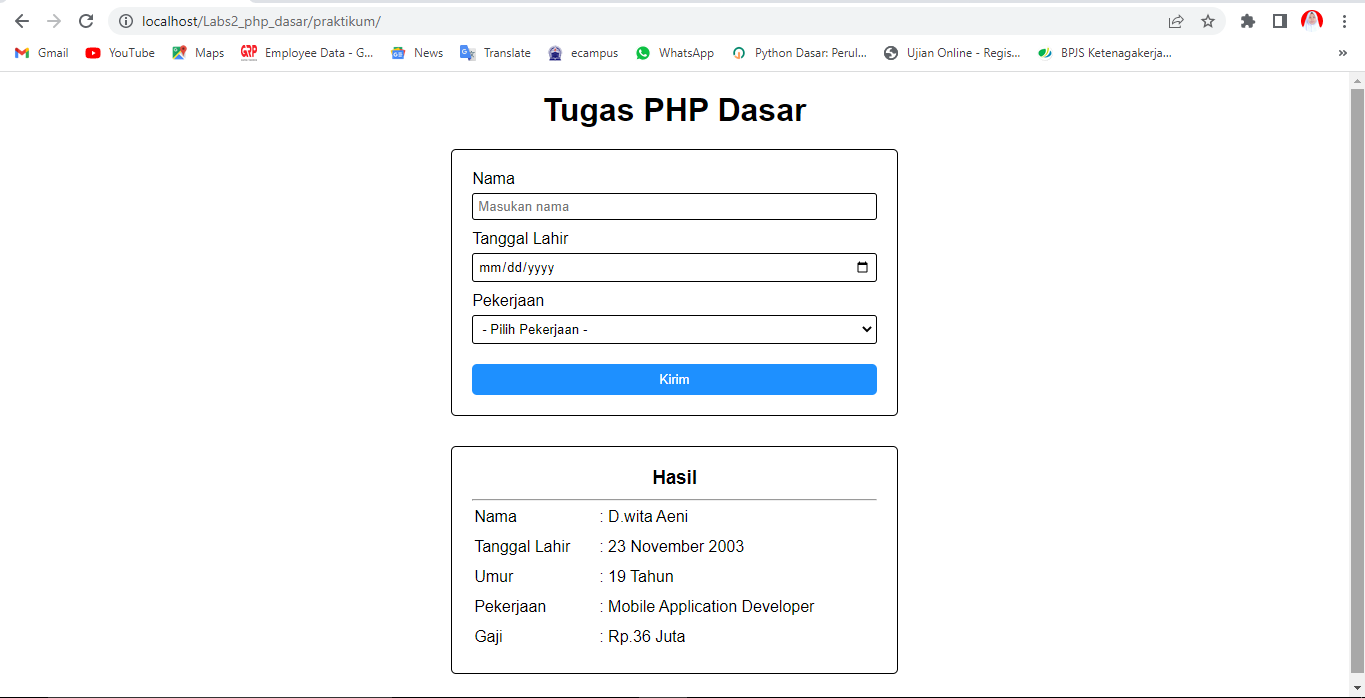 localhost/Labs2_php_dasar/praktikum/
Gmail YouTube Maps GRP Employee Data - G... News Translate ecampus WhatsApp Python Dasar: Perul... Ujian Online - Regis... BPJS Ketenagakerja... »
Tugas PHP Dasar
Nama
Masukan nama
Tanggal Lahir
mm/dd/yyyy
Pekerjaan
- Pilih Pekerjaan -
Kirim
Hasil
Nama : D.wita Aeni
Tanggal Lahir : 23 November 2003
Umur : 19 Tahun
Pekerjaan : Mobile Application Developer
Gaji : Rp.36 Juta